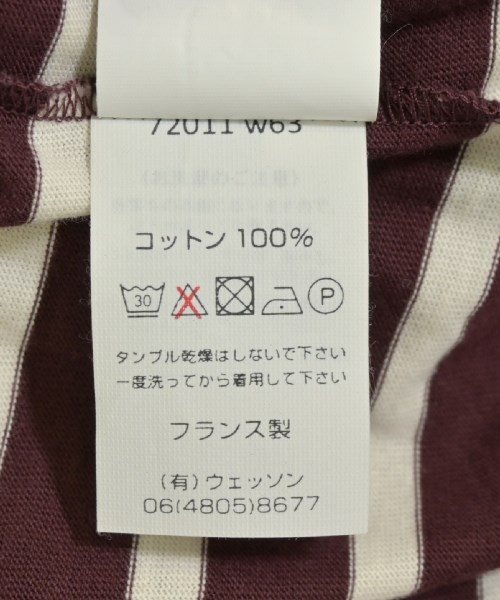 72011 W63
コットン 100%
30 P
タンブル乾燥はしないで下さい
一度洗ってから着用して下さい
フランス製
(有) ウェッソン
06(4805)8677